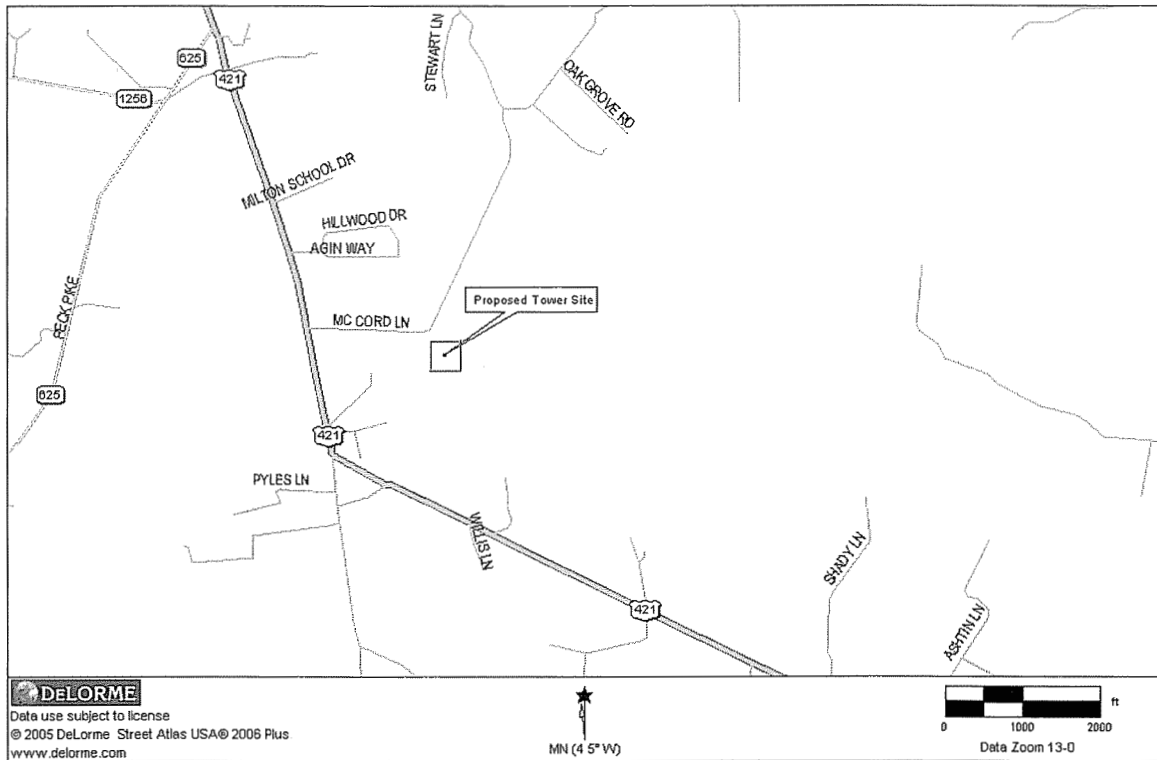 STEWART LN
625
OAK GROVE RD
421
1256
MILTON SCHOOL DR
HILLWOOD DR
AGIN WAY
PECK PIKE
Proposed Tower Site
MC CORD LN
625
421
PYLES LN
WILLIS LN
SHADY LN
421
ASHTIN LN
DELORME
Data use subject to license
© 2005 DeLorme Street Atlas USA® 2006 Plus
www.delorme.com
MN (4 5° W)
ft
0 1000 2000
Data Zoom 13-0